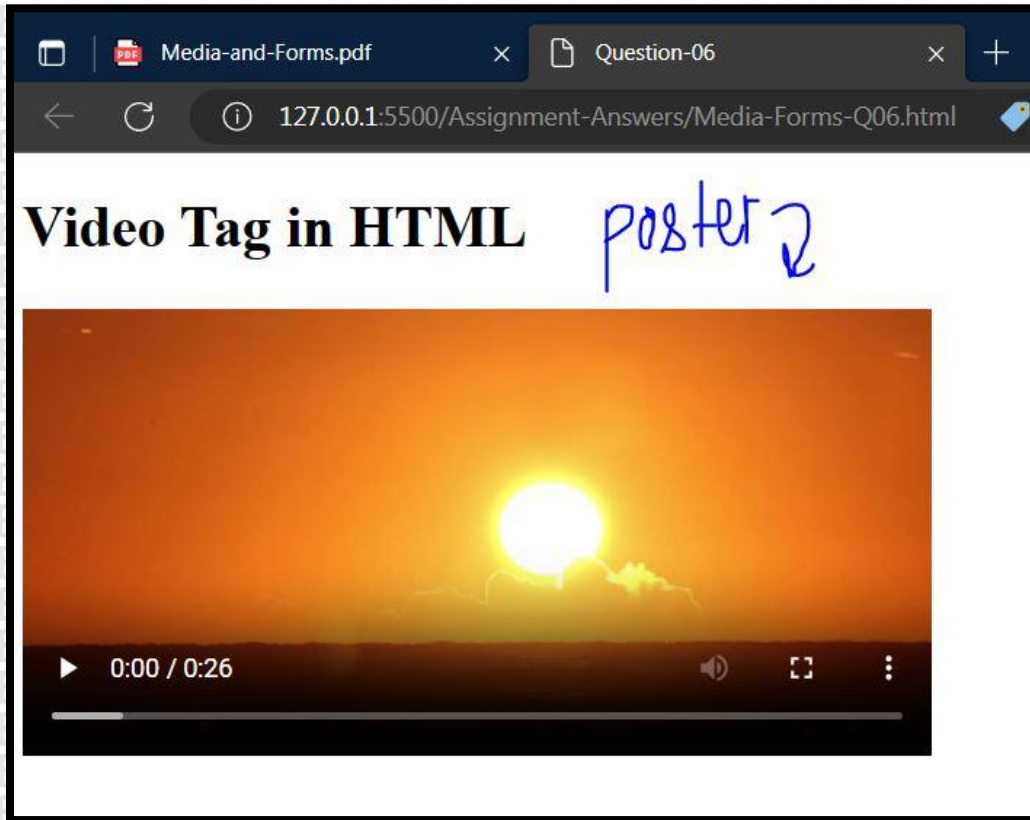 PDF Media-and-Forms.pdf Question-06
127.0.0.1:5500/Assignment-Answers/Media-Forms-Q06.html
Video Tag in HTML poster
0:00 / 0:26